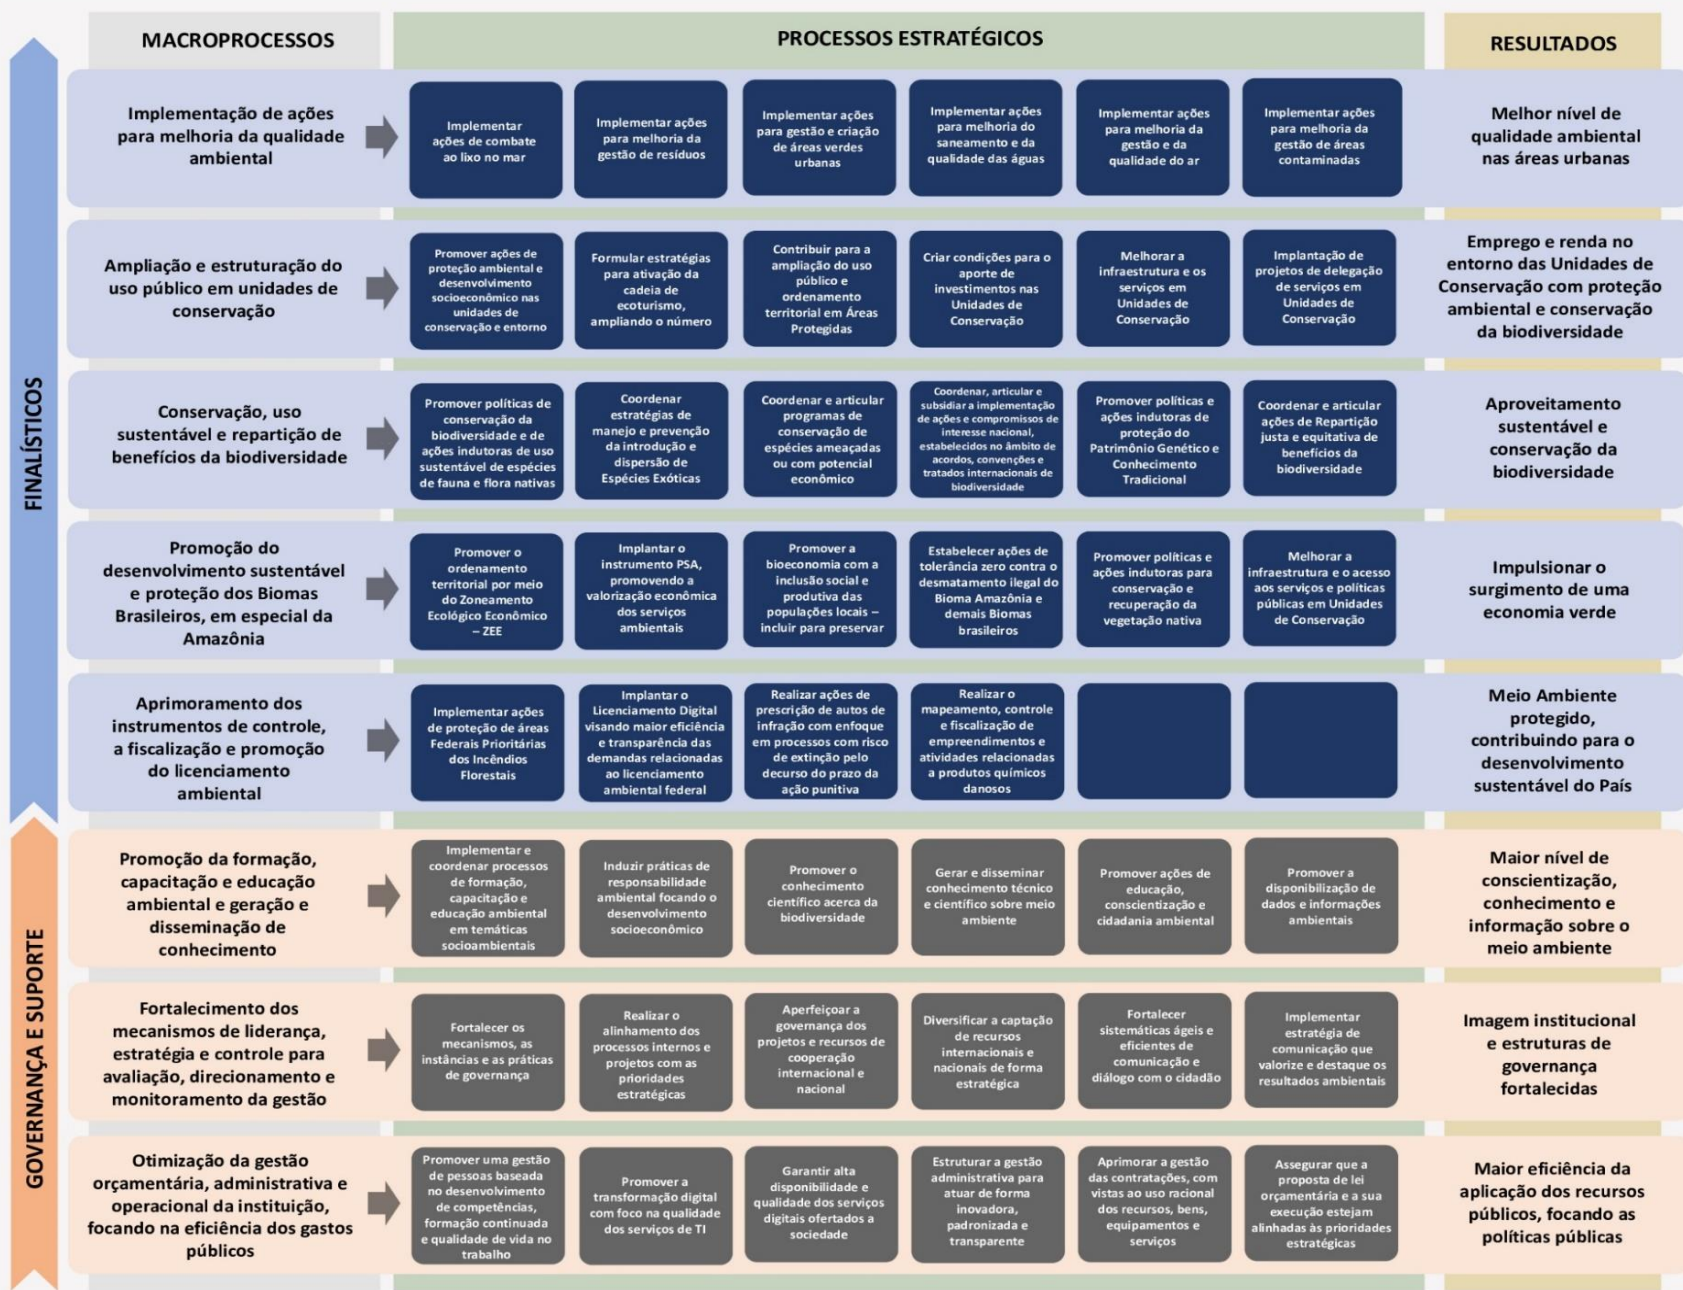 MACROPROCESSOS
PROCESSOS ESTRATÉGICOS
RESULTADOS
FINALÍSTICOS
Implementação de ações
para melhoria da qualidade
ambiental
Implementar
ações de combate
ao lixo no mar
Implementar ações
para melhoria da
gestão de resíduos
Implementar ações
para gestão e criação
de áreas verdes
urbanas
Implementar ações
para melhoria do
saneamento e da
qualidade das águas
Implementar ações
para melhoria da
gestão e da
qualidade do ar
Implementar ações
para melhoria da
gestão de áreas
contaminadas
Melhor nível de
qualidade ambiental
nas áreas urbanas
Ampliação e estruturação do
uso público em unidades de
conservação
Promover ações de
proteção ambiental e
desenvolvimento
socioeconômico nas
unidades de
conservação e entorno
Formular estratégias
para ativação da
cadeia de
ecoturismo,
ampliando o número
Contribuir para a
ampliação do uso
público e
ordenamento
territorial em Áreas
Protegidas
Criar condições para o
aporte de
investimentos nas
Unidades de
Conservação
Melhorar a
infraestrutura e os
serviços em
Unidades de
Conservação
Implantação de
projetos de delegação
de serviços em
Unidades de
Conservação
Emprego e renda no
entorno das Unidades de
Conservação com proteção
ambiental e conservação
da biodiversidade
Conservação, uso
sustentável e repartição de
benefícios da biodiversidade
Promover políticas de
conservação da
biodiversidade e de
ações indutoras de uso
sustentável de espécies
de fauna e flora nativas
Coordenar
estratégias de
manejo e prevenção
da introdução e
dispersão de
Espécies Exóticas
Coordenar e articular
programas de
conservação de
espécies ameaçadas
ou com potencial
econômico
Coordenar, articular e
subsidiar a implementação
de ações e compromissos de
interesse nacional,
estabelecidos no âmbito de
acordos, convenções e
tratados internacionais de
biodiversidade
Promover políticas e
ações indutoras de
proteção do
Patrimônio Genético e
Conhecimento
Tradicional
Coordenar e articular
ações de Repartição
justa e equitativa de
benefícios da
biodiversidade
Aproveitamento
sustentável e
conservação da
biodiversidade
Promoção do
desenvolvimento sustentável
e proteção dos Biomas
Brasileiros, em especial da
Amazônia
Promover o
ordenamento
territorial por meio
do Zoneamento
Ecológico Econômico
– ZEE
Implantar o
instrumento PSA,
promovendo a
valorização econômica
dos serviços
ambientais
Promover a
bioeconomia com a
inclusão social e
produtiva das
populações locais –
incluir para preservar
Estabelecer ações de
tolerância zero contra o
desmatamento ilegal do
Bioma Amazônia e
demais Biomas
brasileiros
Promover políticas e
ações indutoras para
conservação e
recuperação da
vegetação nativa
Melhorar a
infraestrutura e o acesso
aos serviços e políticas
públicas em Unidades
de Conservação
Impulsionar o
surgimento de uma
economia verde
Aprimoramento dos
instrumentos de controle,
a fiscalização e promoção
do licenciamento
ambiental
Implementar ações
de proteção de áreas
Federais Prioritárias
dos Incêndios
Florestais
Implantar o
Licenciamento Digital
visando maior eficiência
e transparência das
demandas relacionadas
ao licenciamento
ambiental federal
Realizar ações de
prescrição de autos de
infração com enfoque
em processos com risco
de extinção pelo
decurso do prazo da
ação punitiva
Realizar o
mapeamento, controle
e fiscalização de
empreendimentos e
atividades relacionadas
a produtos químicos
danosos
Meio Ambiente
protegido,
contribuindo para o
desenvolvimento
sustentável do País
GOVERNANÇA E SUPORTE
Promoção da formação,
capacitação e educação
ambiental e geração e
disseminação de
conhecimento
Implementar e
coordenar processos
de formação,
capacitação e
educação ambiental
em temáticas
socioambientais
Induzir práticas de
responsabilidade
ambiental focando o
desenvolvimento
socioeconômico
Promover o
conhecimento
científico acerca da
biodiversidade
Gerar e disseminar
conhecimento técnico
e científico sobre meio
ambiente
Promover ações de
educação,
conscientização e
cidadania ambiental
Promover a
disponibilização de
dados e informações
ambientais
Maior nível de
conscientização,
conhecimento e
informação sobre o
meio ambiente
Fortalecimento dos
mecanismos de liderança,
estratégia e controle para
avaliação, direcionamento e
monitoramento da gestão
Fortalecer os
mecanismos, as
instâncias e as práticas
de governança
Realizar o
alinhamento dos
processos internos e
projetos com as
prioridades
estratégicas
Aperfeiçoar a
governança dos
projetos e recursos de
cooperação
internacional e
nacional
Diversificar a captação
de recursos
internacionais e
nacionais de forma
estratégica
Fortalecer
sistemáticas ágeis e
eficientes de
comunicação e
diálogo com o cidadão
Implementar
estratégia de
comunicação que
valorize e destaque os
resultados ambientais
Imagem institucional
e estruturas de
governança
fortalecidas
Otimização da gestão
orçamentária, administrativa e
operacional da instituição,
focando na eficiência dos gastos
públicos
Promover uma gestão
de pessoas baseada
no desenvolvimento
de competências,
formação continuada
e qualidade de vida no
trabalho
Promover a
transformação digital
com foco na qualidade
dos serviços de TI
Garantir alta
disponibilidade e
qualidade dos serviços
digitais ofertados a
sociedade
Estruturar a gestão
administrativa para
atuar de forma
inovadora,
padronizada e
transparente
Aprimorar a gestão
das contratações, com
vistas ao uso racional
dos recursos, bens,
equipamentos e
serviços
Assegurar que a
proposta de lei
orçamentária e a sua
execução estejam
alinhadas às prioridades
estratégicas
Maior eficiência da
aplicação dos recursos
públicos, focando as
políticas públicas